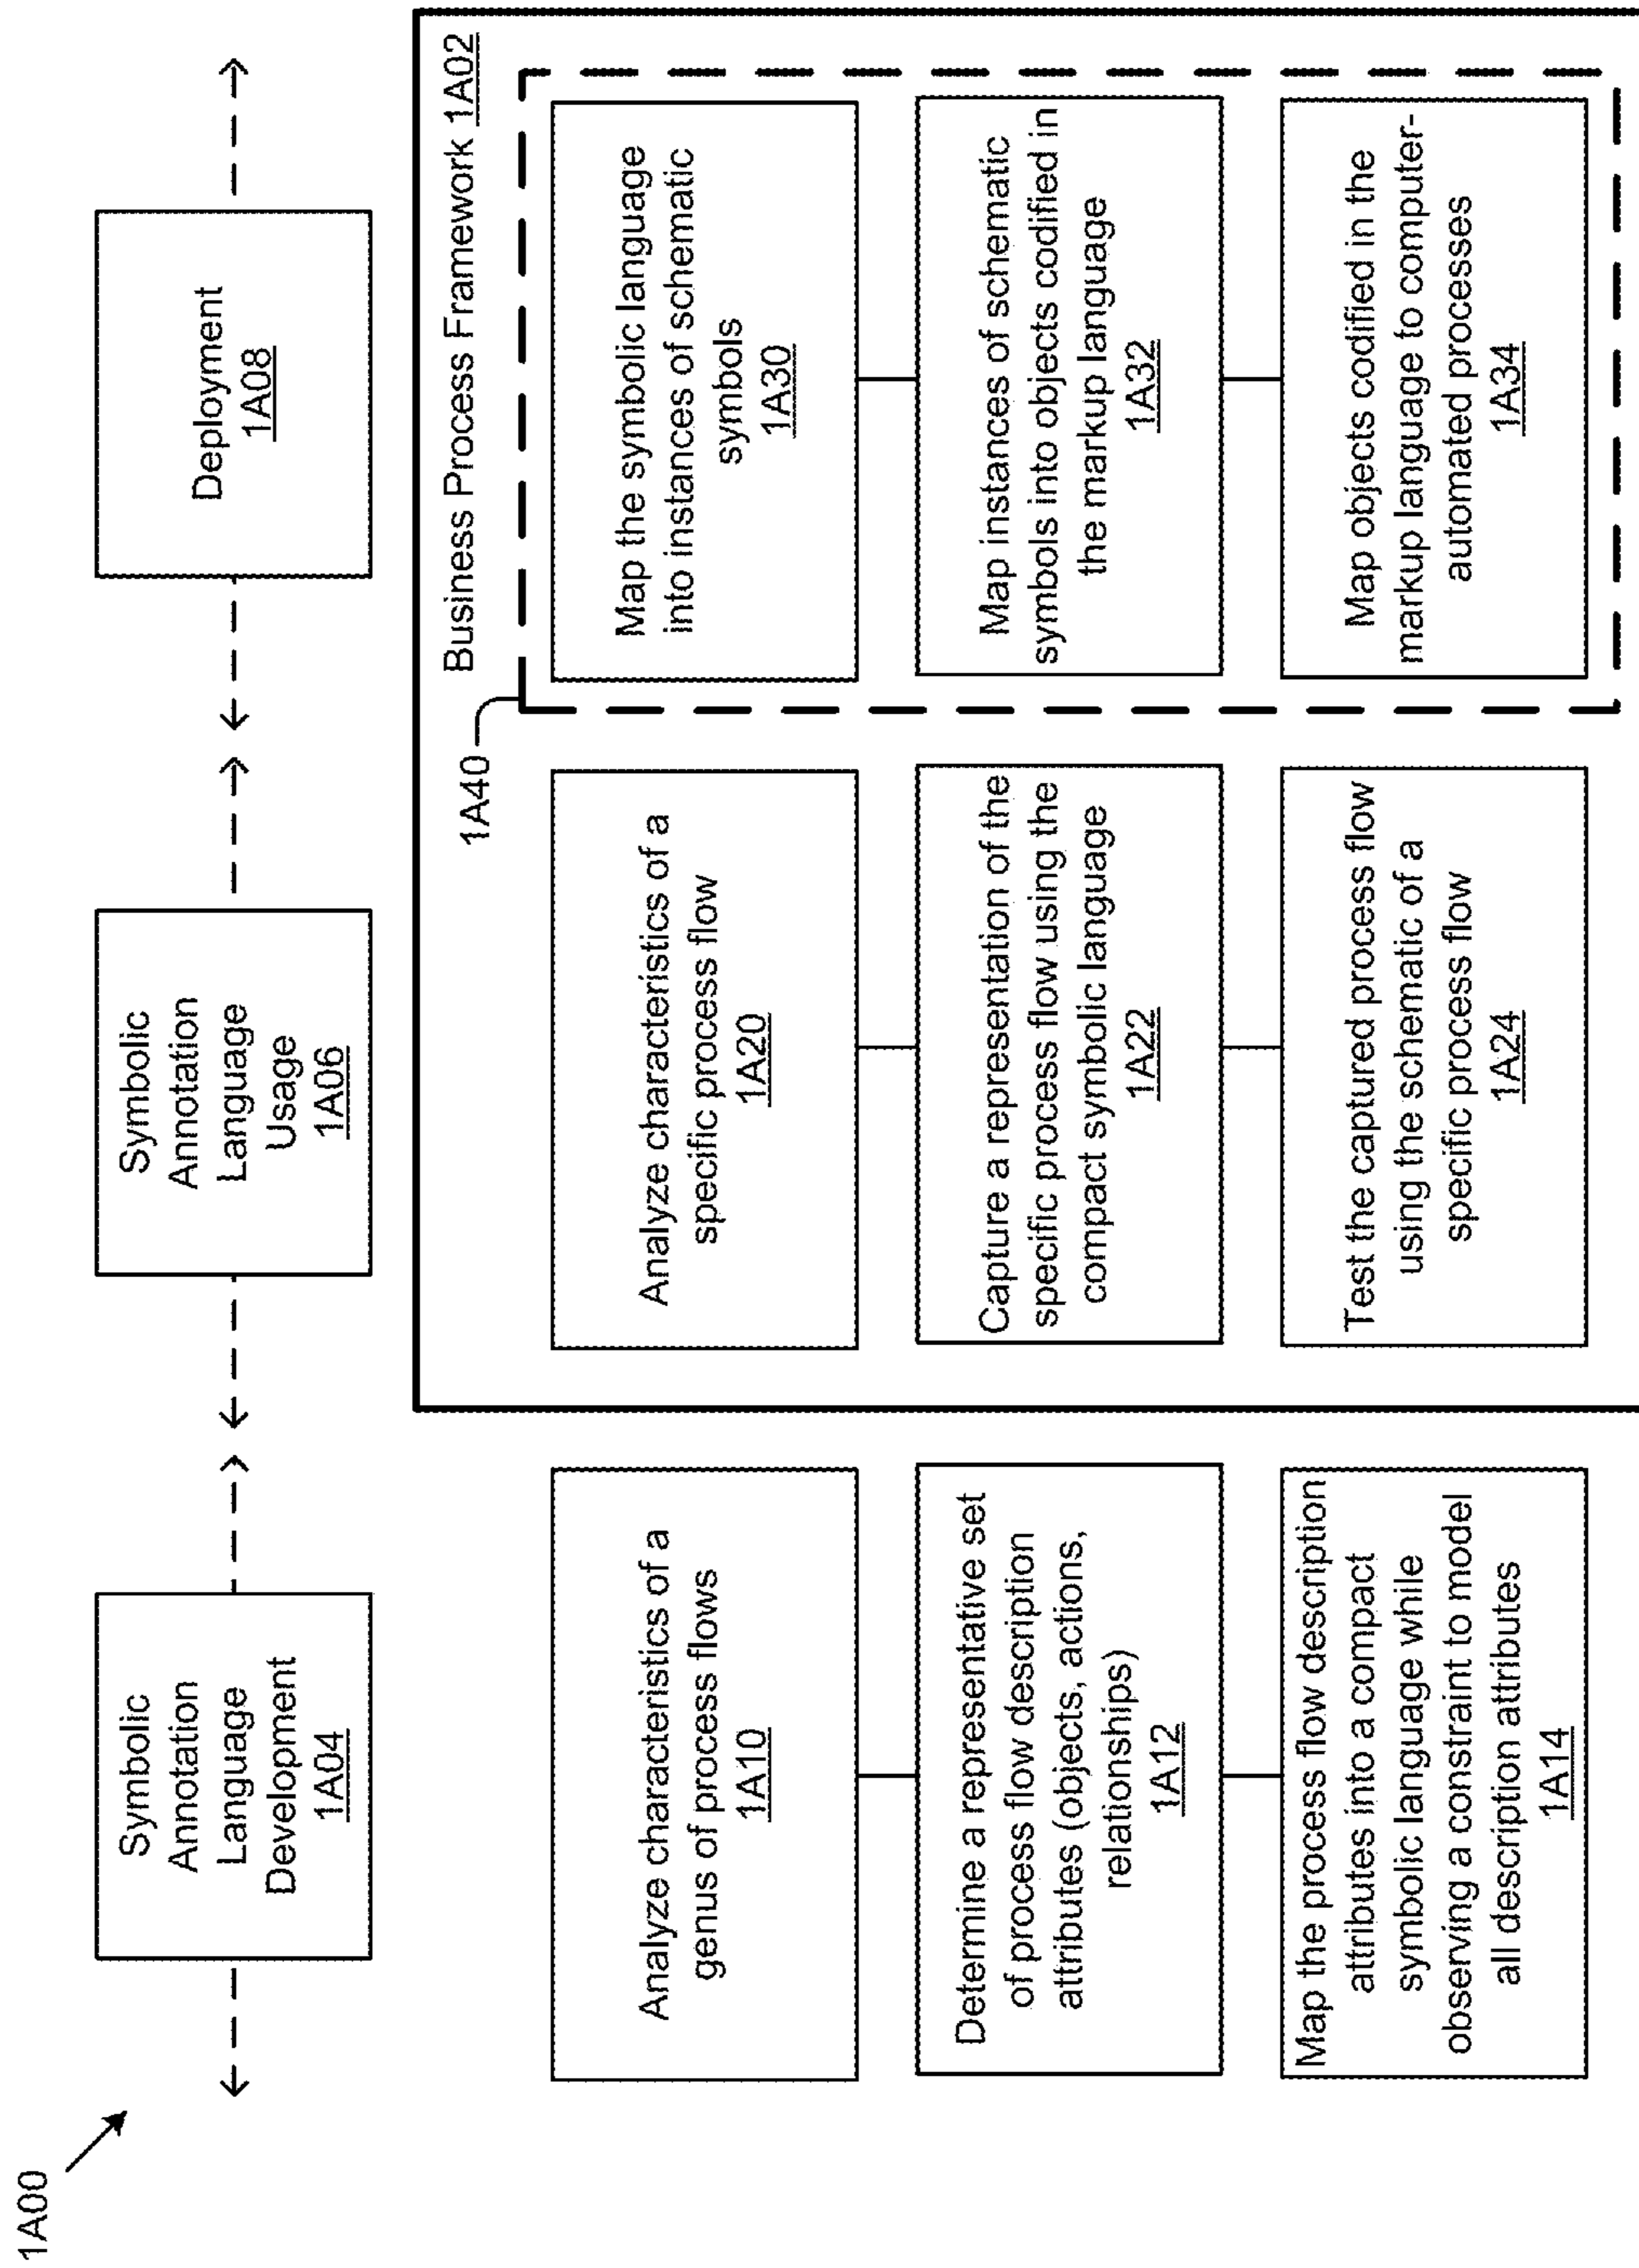 1A00
Symbolic
Annotation
Language
Development
1A04
Symbolic
Annotation
Language
Usage
1A06
Deployment
1A08
Business Process Framework 1A02
1A40
Analyze characteristics of a
genus of process flows
1A10
Determine a representative set
of process flow description
attributes (objects, actions,
relationships)
1A12
Map the process flow description
attributes into a compact
symbolic language while
observing a constraint to model
all description attributes
1A14
Analyze characteristics of a
specific process flow
1A20
Capture a representation of the
specific process flow using the
compact symbolic language
1A22
Test the captured process flow
using the schematic of a
specific process flow
1A24
Map the symbolic language
into instances of schematic
symbols
1A30
Map instances of schematic
symbols into objects codified in
the markup language
1A32
Map objects codified in the
markup language to computer-
automated processes
1A34